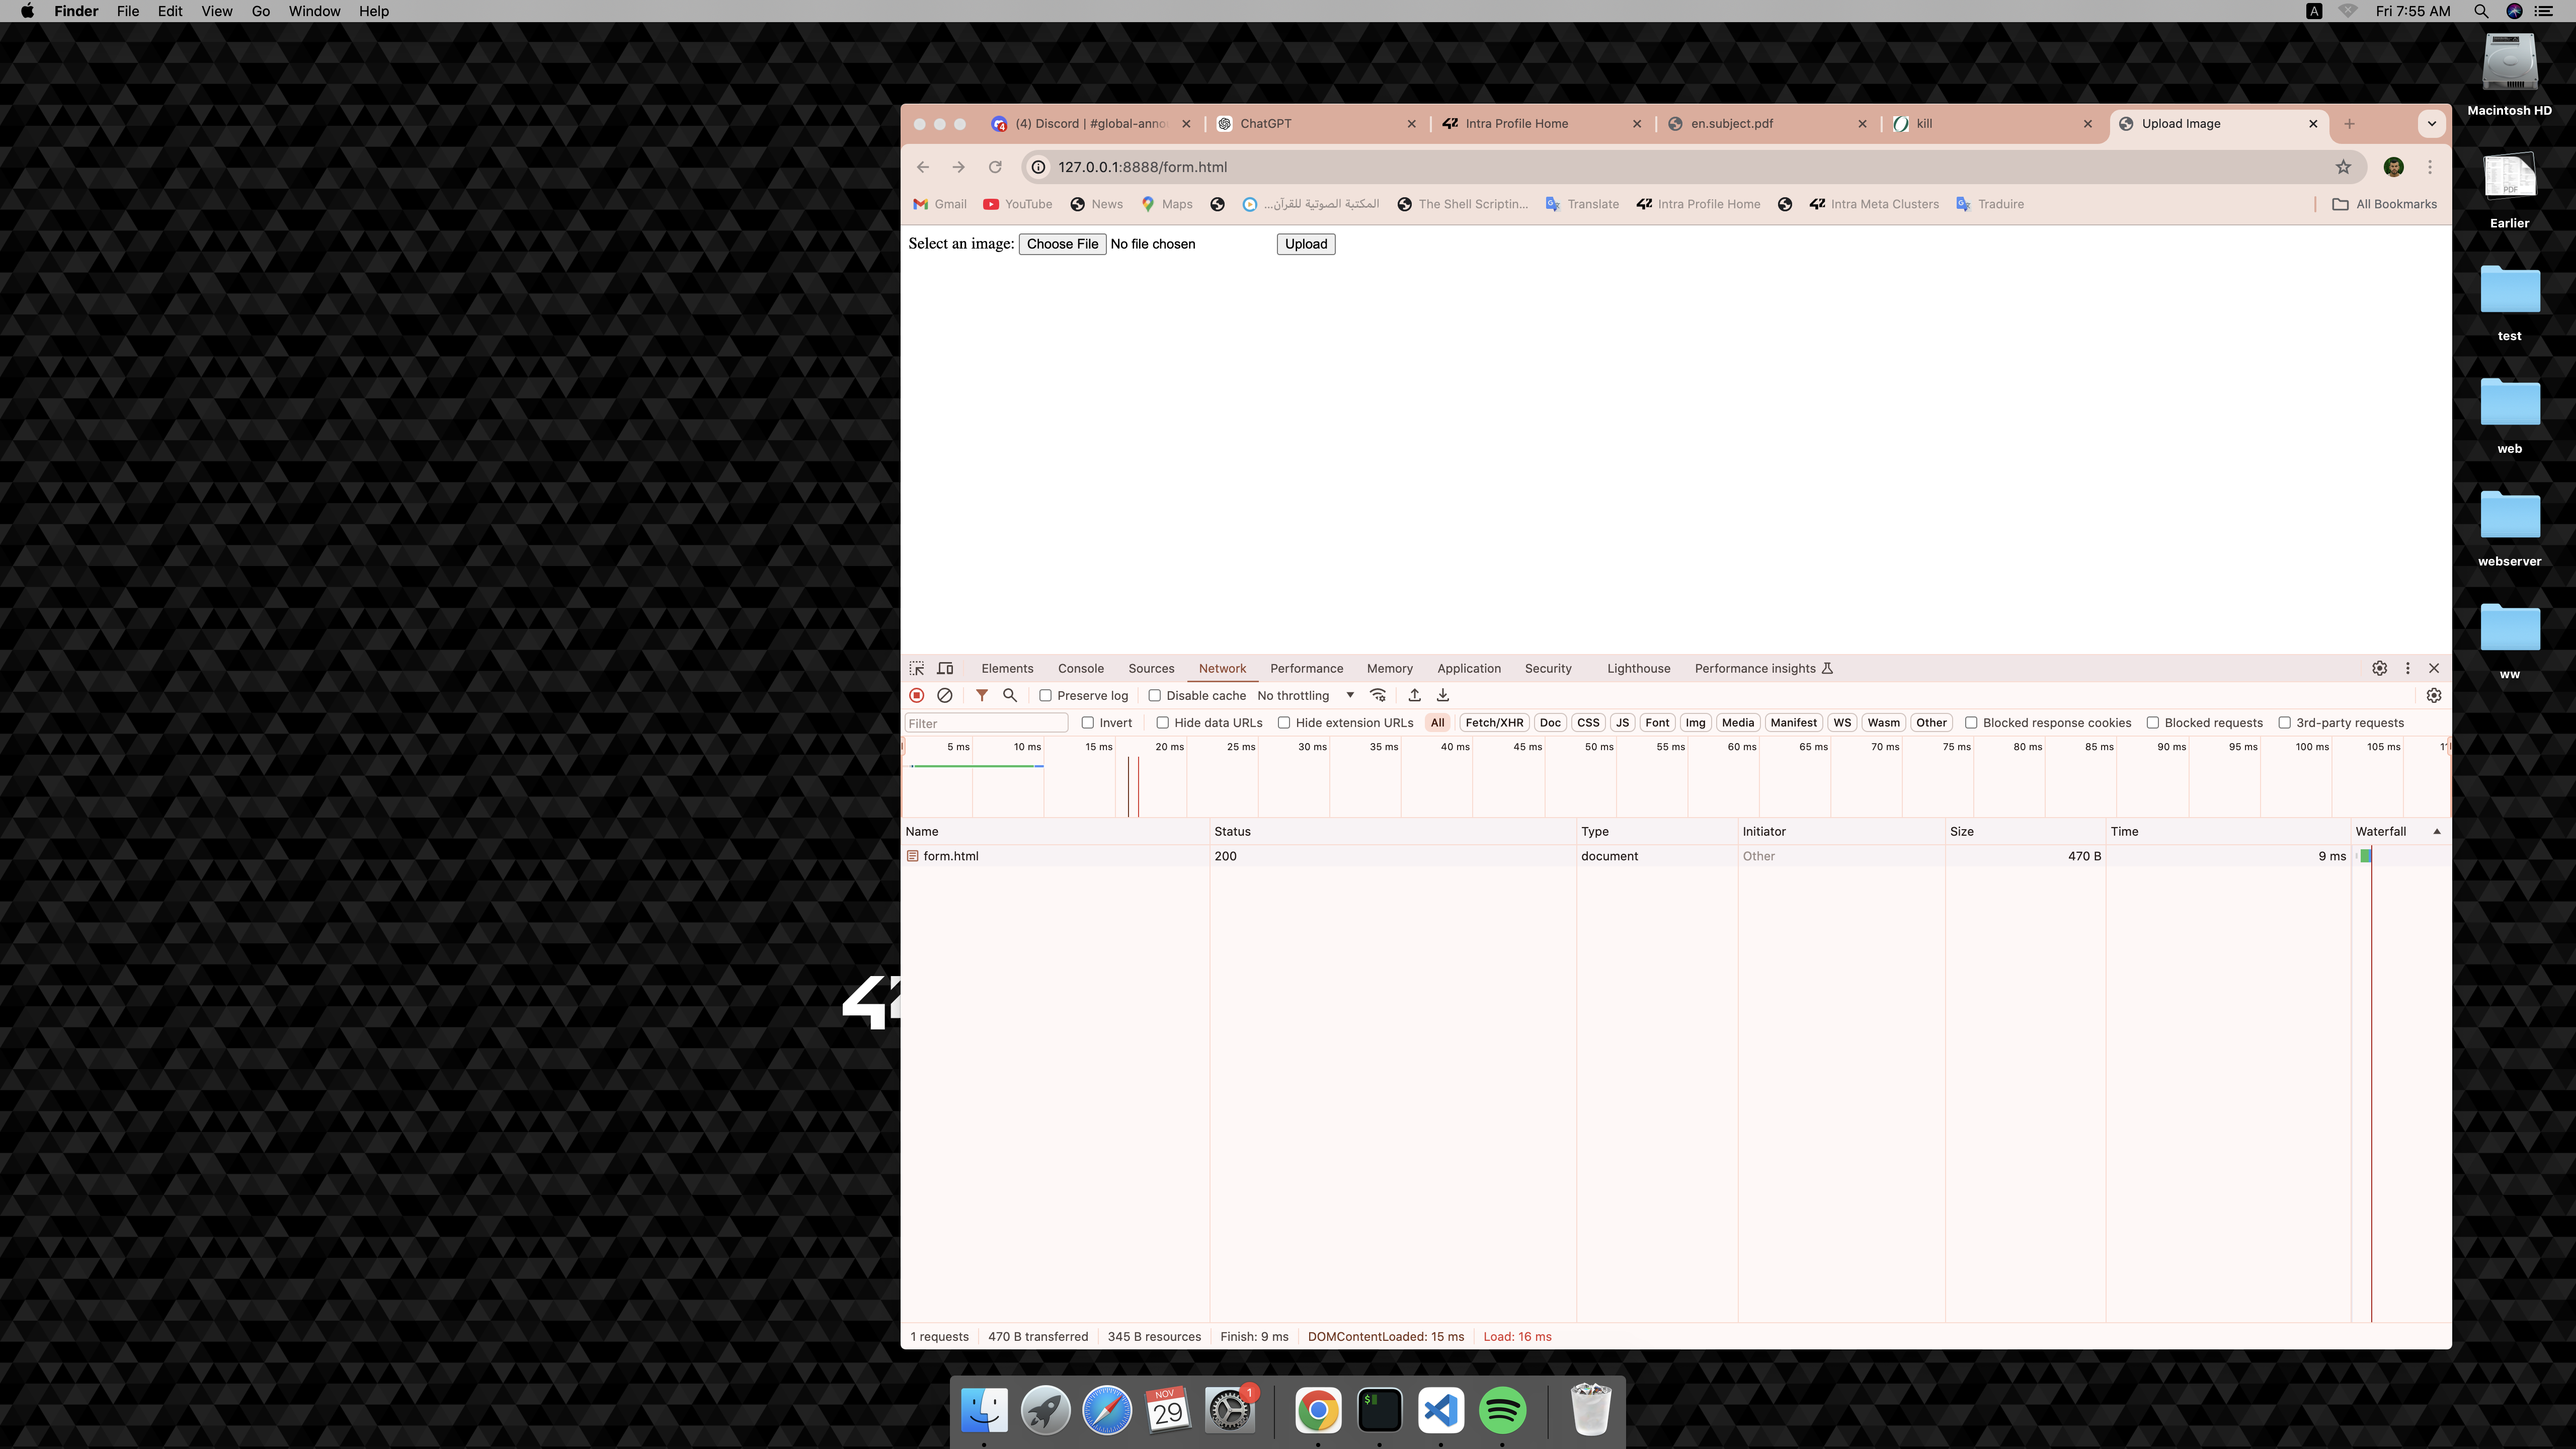 Finder File Edit View Go Window Help
A Fri 7:55 AM
Macintosh HD
PDF
Earlier
test
web
webserver
ww
4 (4) Discord | #global-anno
ChatGPT
Intra Profile Home
en.subject.pdf
kill
Upload Image
127.0.0.1:8888/form.html
Gmail YouTube News Maps المكتبة الصوتية للقرآن... The Shell Scriptin... Translate Intra Profile Home Intra Meta Clusters Traduire All Bookmarks
Select an image: Choose File No file chosen Upload
Elements Console Sources Network Performance Memory Application Security Lighthouse Performance insights
Preserve log Disable cache No throttling
Filter Invert Hide data URLs Hide extension URLs All Fetch/XHR Doc CSS JS Font Img Media Manifest WS Wasm Other Blocked response cookies Blocked requests 3rd-party requests
5 ms 10 ms 15 ms 20 ms 25 ms 30 ms 35 ms 40 ms 45 ms 50 ms 55 ms 60 ms 65 ms 70 ms 75 ms 80 ms 85 ms 90 ms 95 ms 100 ms 105 ms
Name Status Type Initiator Size Time Waterfall
form.html 200 document Other 470 B 9 ms
1 requests 470 B transferred 345 B resources Finish: 9 ms DOMContentLoaded: 15 ms Load: 16 ms
NOV
29
1
$